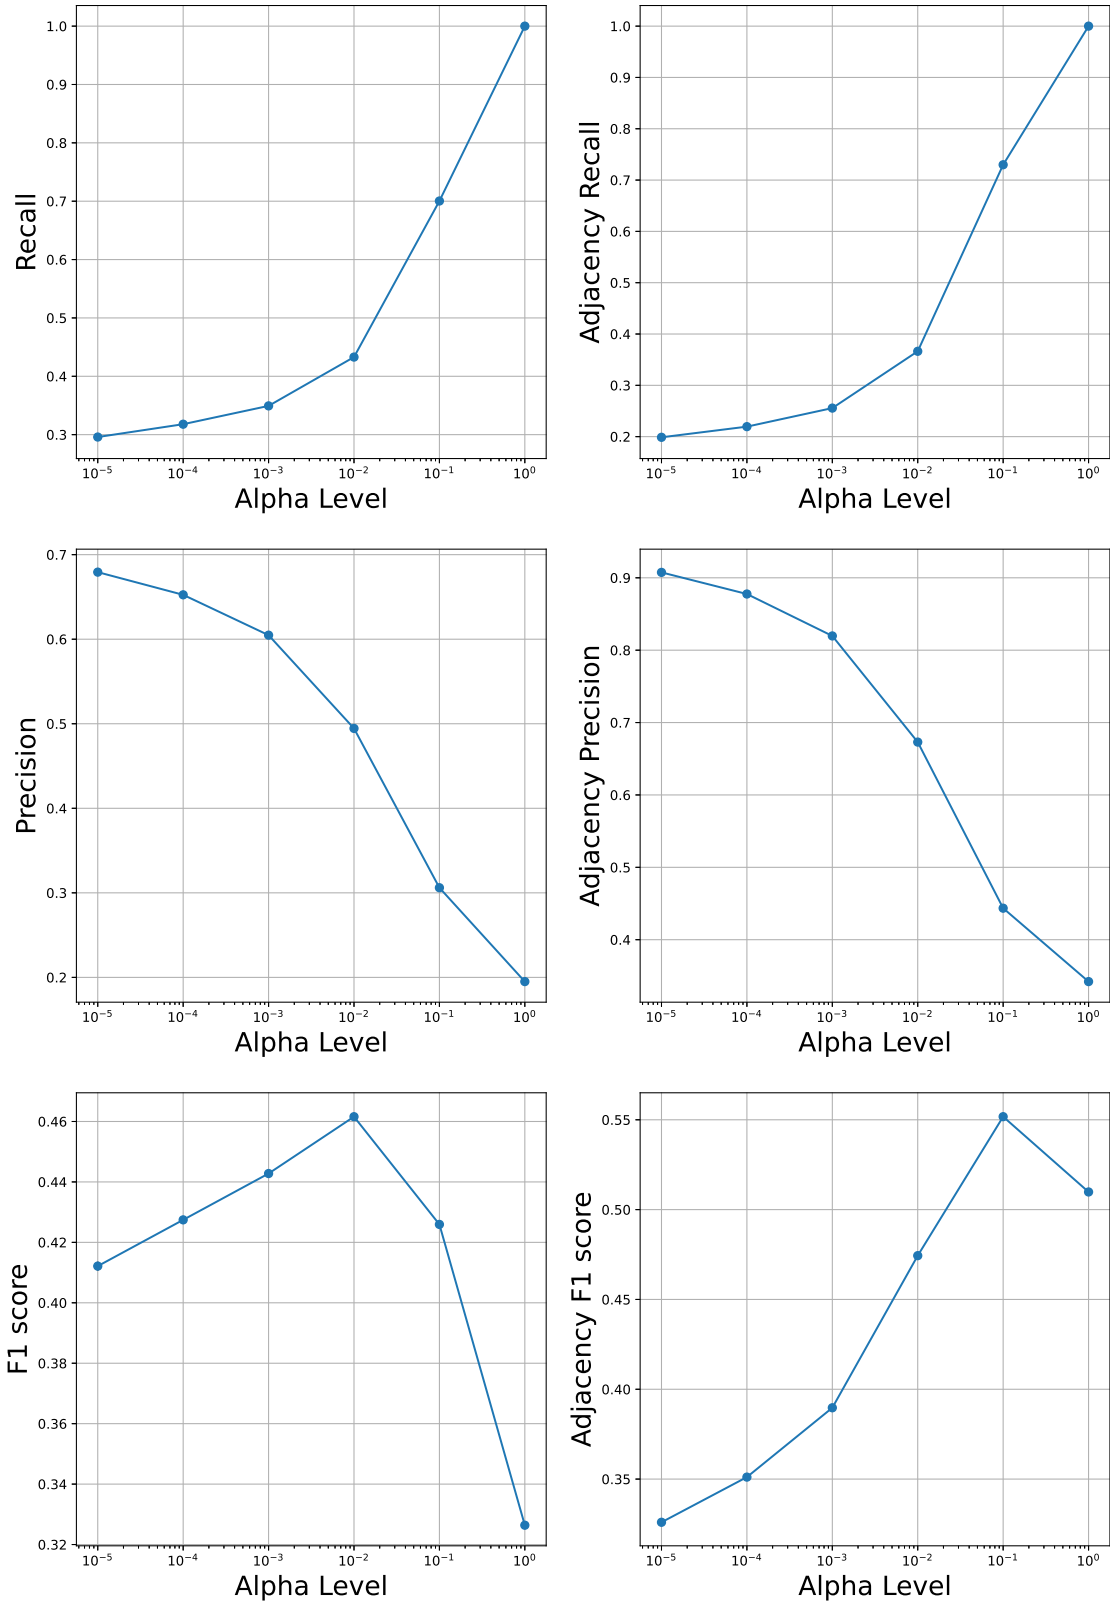 1.0
0.9
0.8
0.7
0.6
0.5
0.4
0.3
Recall
10⁻⁵ 10⁻⁴ 10⁻³ 10⁻² 10⁻¹ 10⁰
Alpha Level
1.0
0.9
0.8
0.7
0.6
0.5
0.4
0.3
0.2
Adjacency Recall
10⁻⁵ 10⁻⁴ 10⁻³ 10⁻² 10⁻¹ 10⁰
Alpha Level
0.7
0.6
0.5
0.4
0.3
0.2
Precision
10⁻⁵ 10⁻⁴ 10⁻³ 10⁻² 10⁻¹ 10⁰
Alpha Level
0.9
0.8
0.7
0.6
0.5
0.4
Adjacency Precision
10⁻⁵ 10⁻⁴ 10⁻³ 10⁻² 10⁻¹ 10⁰
Alpha Level
0.46
0.44
0.42
0.40
0.38
0.36
0.34
0.32
F1 score
10⁻⁵ 10⁻⁴ 10⁻³ 10⁻² 10⁻¹ 10⁰
Alpha Level
0.55
0.50
0.45
0.40
0.35
Adjacency F1 score
10⁻⁵ 10⁻⁴ 10⁻³ 10⁻² 10⁻¹ 10⁰
Alpha Level